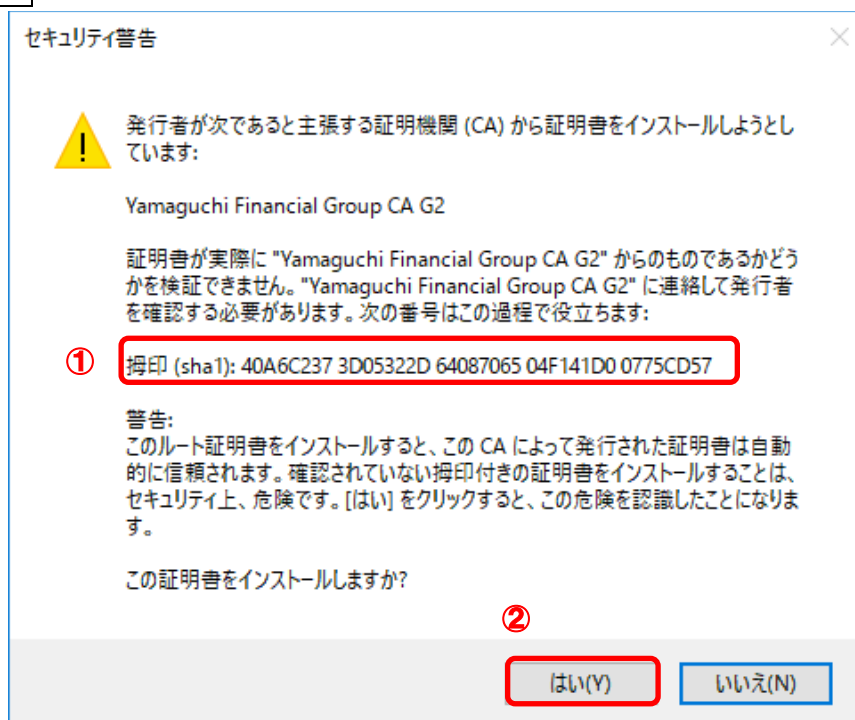 セキュリティ警告
発行者が次であると主張する証明機関 (CA) から証明書をインストールしようとし
ています:
Yamaguchi Financial Group CA G2
証明書が実際に "Yamaguchi Financial Group CA G2" からのものであるかどう
かを検証できません。"Yamaguchi Financial Group CA G2" に連絡して発行者
を確認する必要があります。次の番号はこの過程で役立ちます:
① 拇印 (sha1): 40A6C237 3D05322D 64087065 04F141D0 0775CD57
警告:
このルート証明書をインストールすると、この CA によって発行された証明書は自動
的に信頼されます。確認されていない拇印付きの証明書をインストールすることは、
セキュリティ上、危険です。[はい] をクリックすると、この危険を認識したことになりま
す。
この証明書をインストールしますか?
②
はい(Y) いいえ(N)